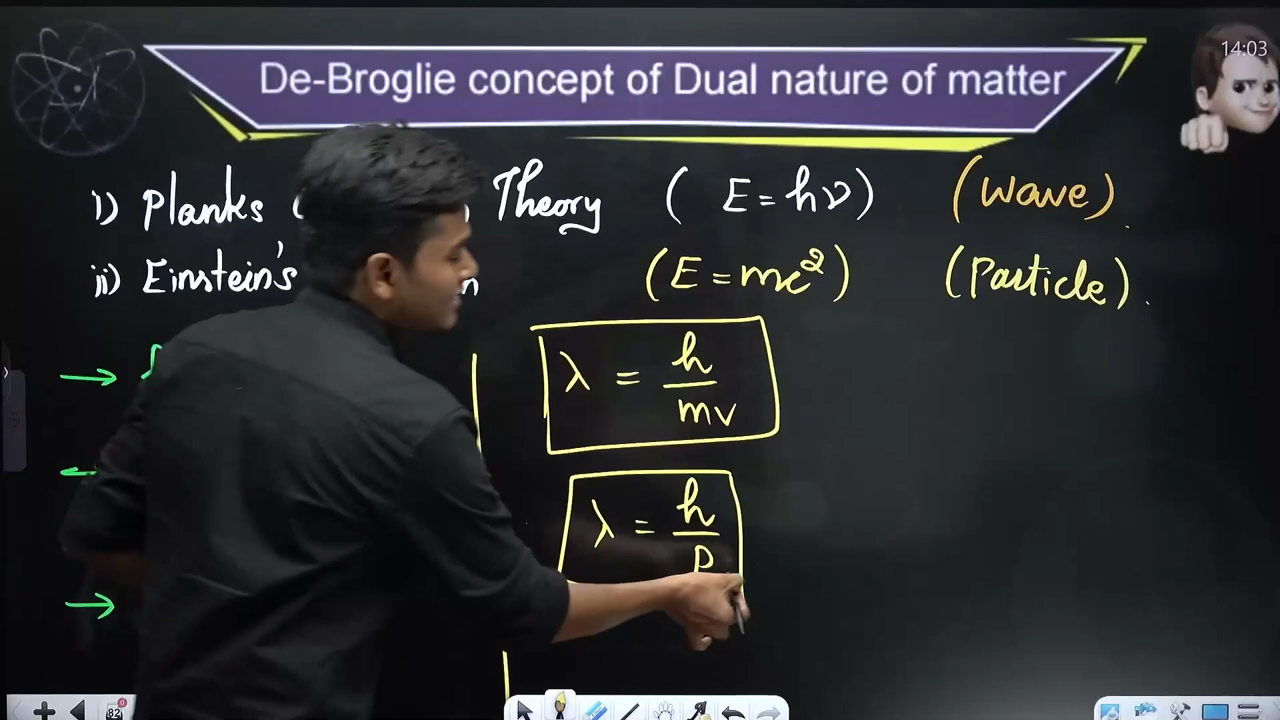 14:03
De-Broglie concept of Dual nature of matter
i) Planks Theory ( E = hν ) (Wave)
ii) Einstein's (E = mc²) (Particle)
λ = h/mv
λ = h/p
82